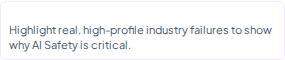 Highlight real, high-profile industry failures to show
why AI Safety is critical.